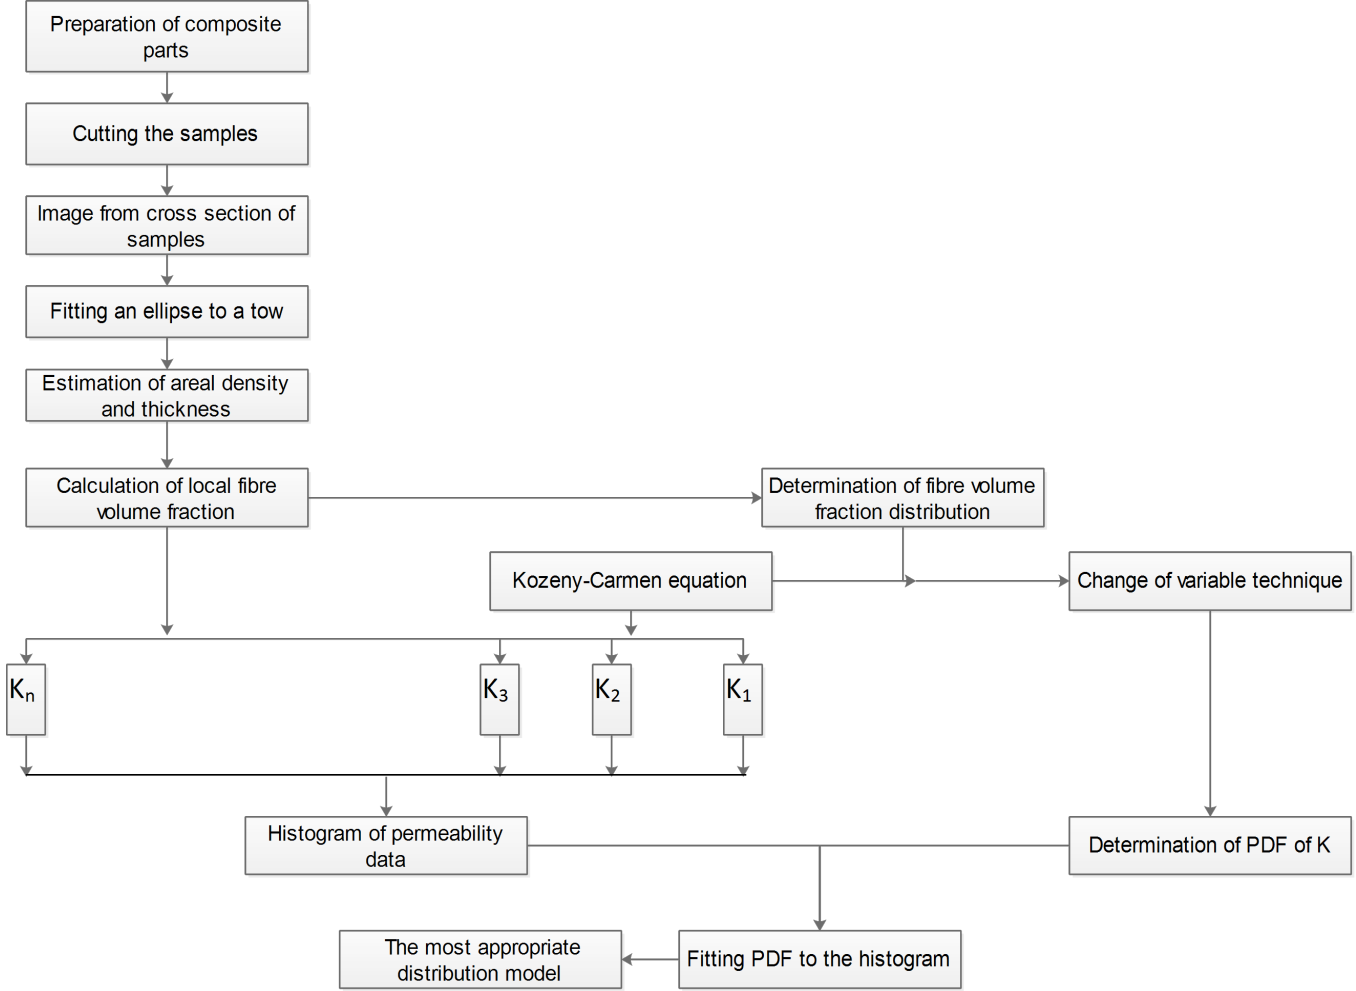 Preparation of composite
parts
Cutting the samples
Image from cross section of
samples
Fitting an ellipse to a tow
Estimation of areal density
and thickness
Calculation of local fibre
volume fraction
Determination of fibre volume
fraction distribution
Kozeny-Carmen equation
Change of variable technique
Kn
K3
K2
K1
Histogram of permeability
data
Determination of PDF of K
The most appropriate
distribution model
Fitting PDF to the histogram